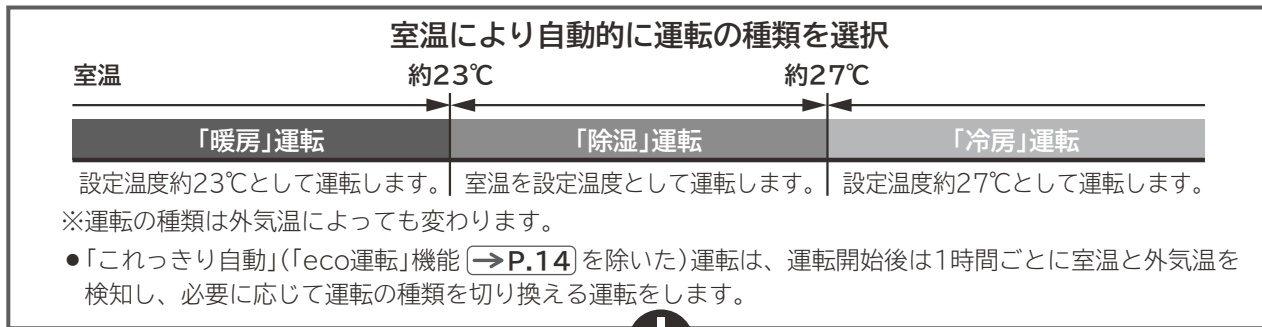 室温により自動的に運転の種類を選択
室温 約23℃ 約27℃
「暖房」運転 「除湿」運転 「冷房」運転
設定温度約23℃として運転します。 室温を設定温度として運転します。 設定温度約27℃として運転します。
※運転の種類は外気温によっても変わります。
●「これっきり自動」(「eco運転」機能→P.14を除いた)運転は、運転開始後は1時間ごとに室温と外気温を
検知し、必要に応じて運転の種類を切り換える運転をします。